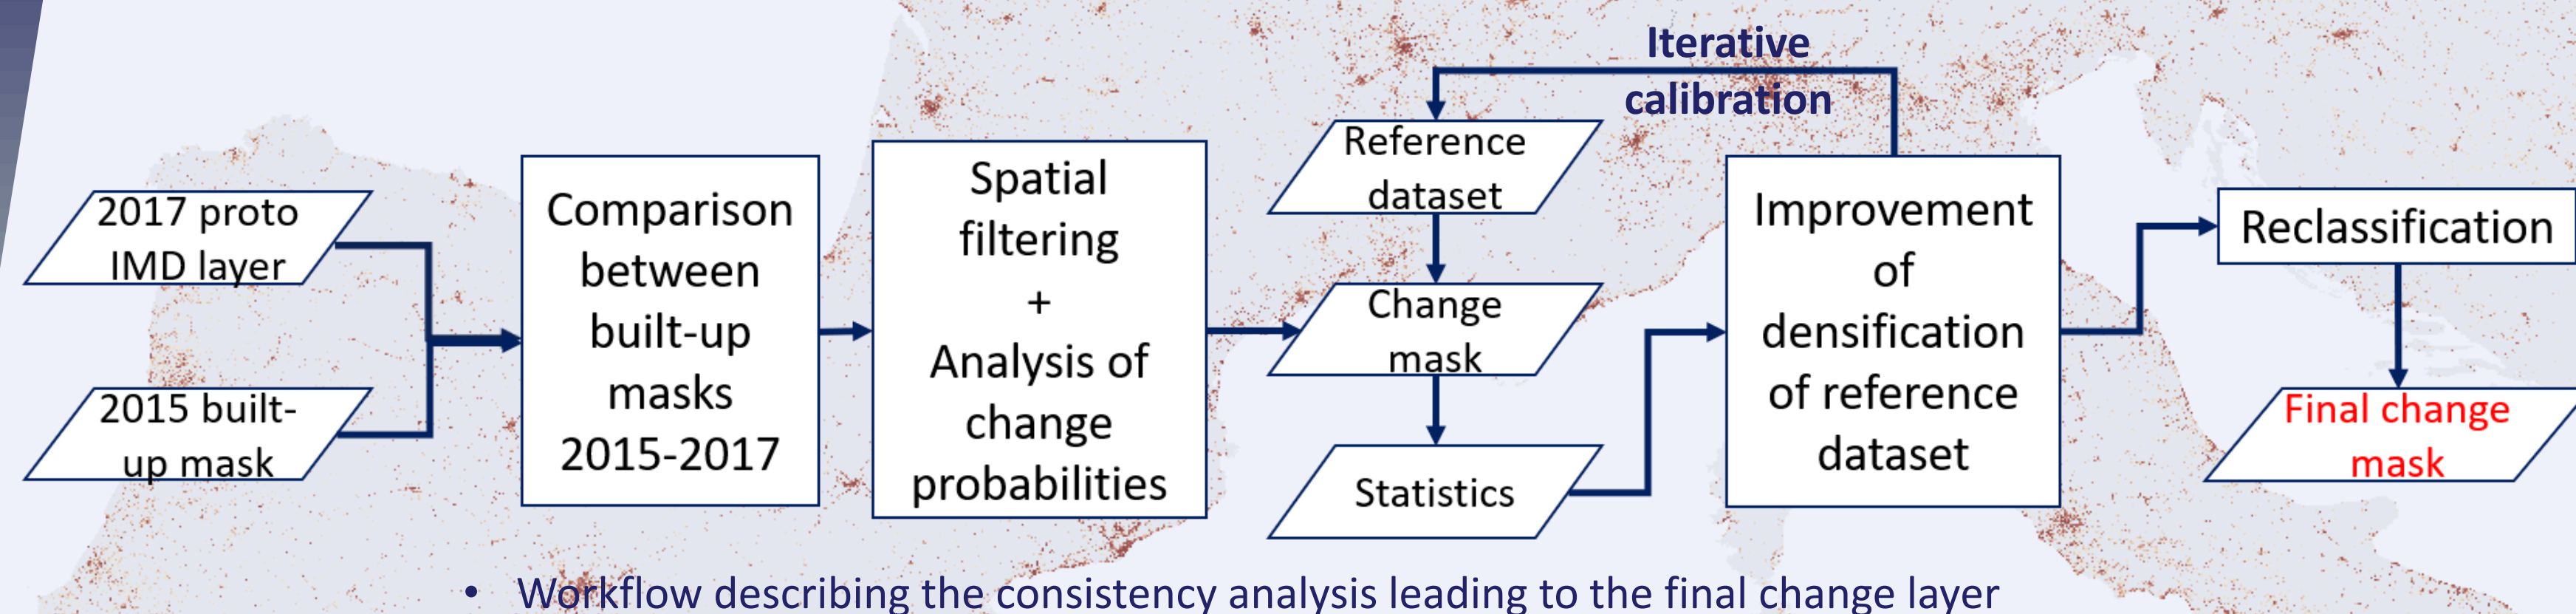 2017 proto
IMD layer
2015 built-
up mask
Comparison
between
built-up
masks
2015-2017
Spatial
filtering
+
Analysis of
change
probabilities
Iterative
calibration
Reference
dataset
Change
mask
Statistics
Improvement
of
densification
of reference
dataset
Reclassification
Final change
mask
• Workflow describing the consistency analysis leading to the final change layer